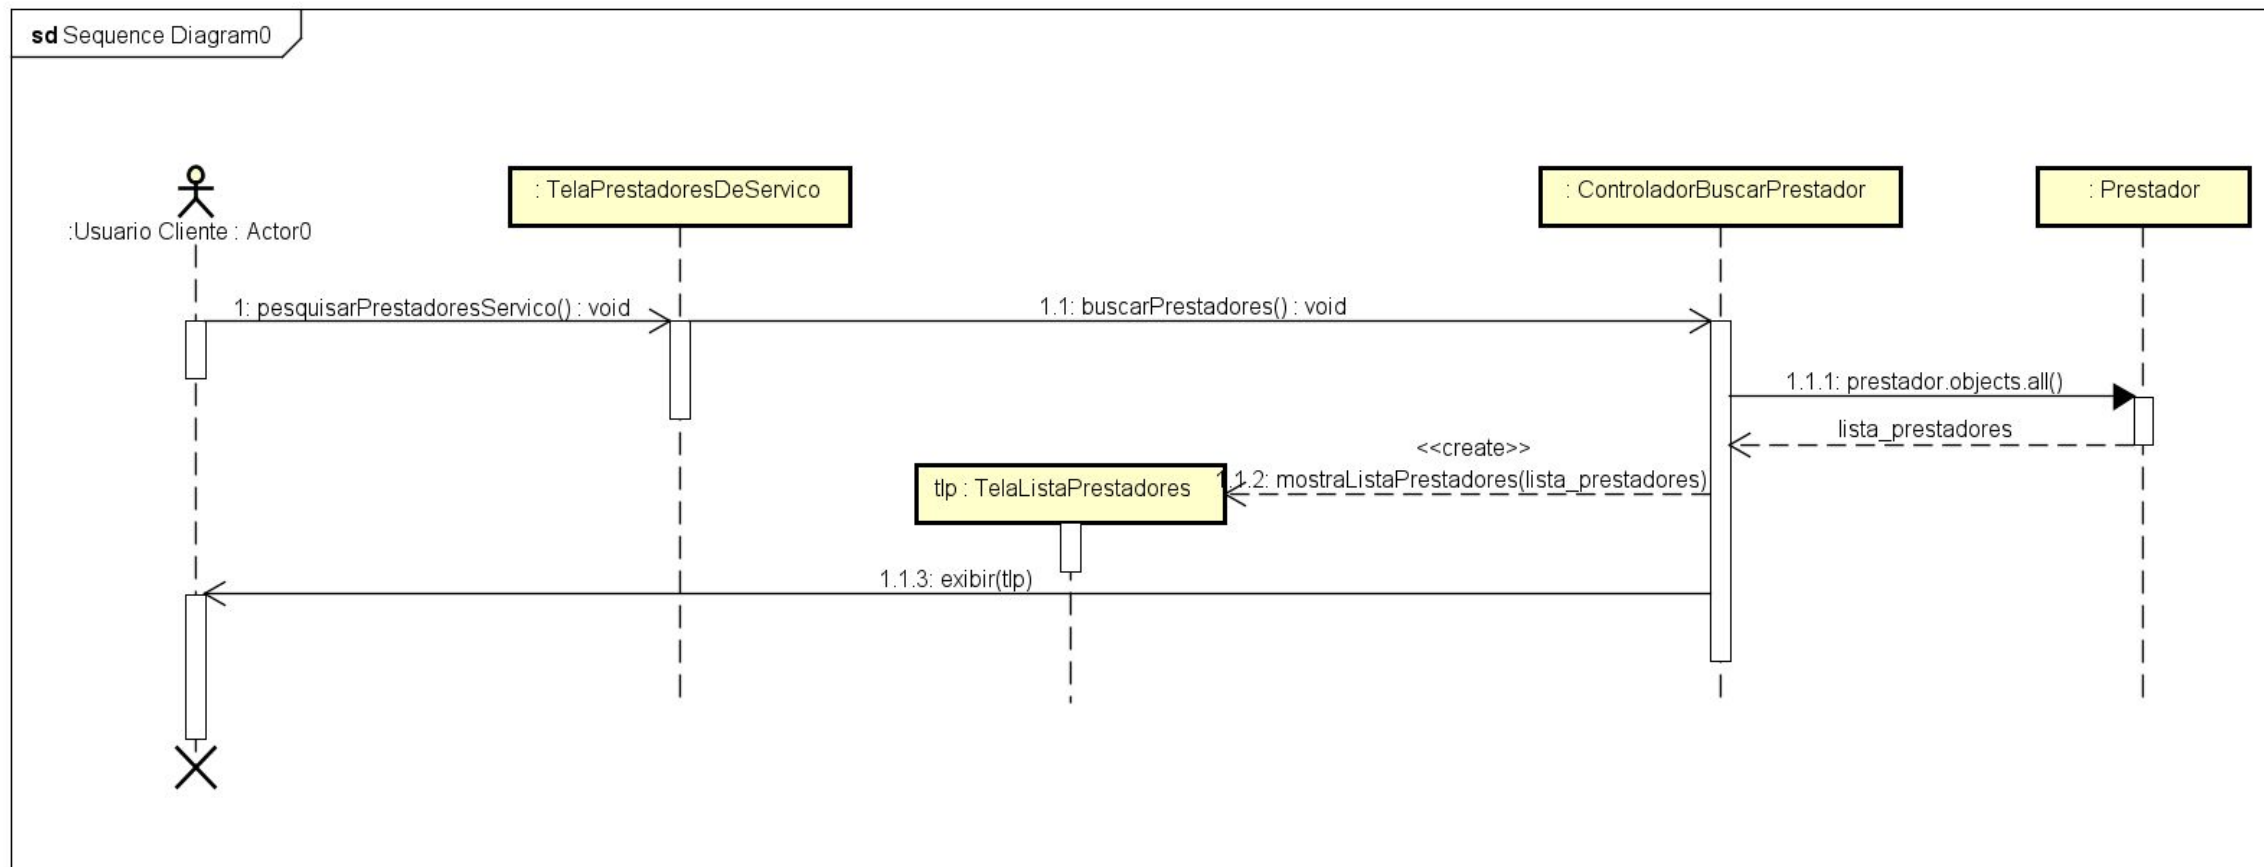 sd Sequence Diagram0
:Usuario Cliente : Actor0
: TelaPrestadoresDeServico
: ControladorBuscarPrestador
: Prestador
1: pesquisarPrestadoresServico() : void
1.1: buscarPrestadores() : void
1.1.1: prestador.objects.all()
lista_prestadores
<<create>>
1.1.2: mostraListaPrestadores(lista_prestadores)
tlp : TelaListaPrestadores
1.1.3: exibir(tlp)